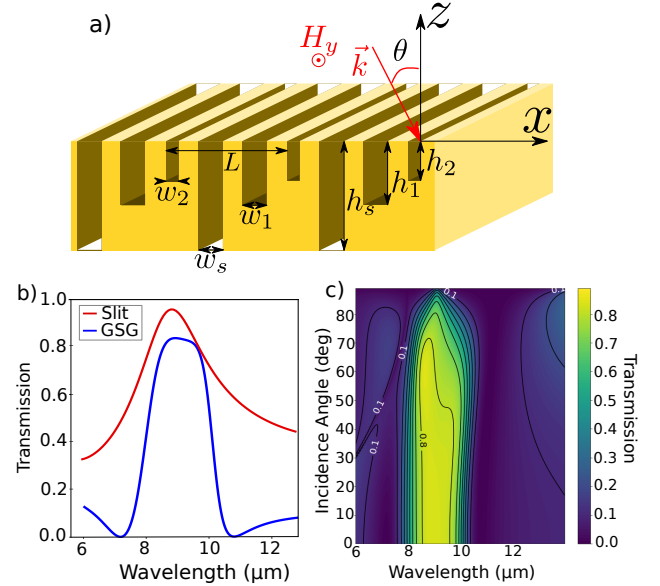 a)
z
H_y
θ
k⃗
x
L
w_2
w_1
w_s
h_s
h_1
h_2
b)
Slit
GSG
Transmission
1.0
0.8
0.6
0.4
0.2
0.0
6 8 10 12
Wavelength (μm)
c)
Incidence Angle (deg)
80
70
60
50
40
30
20
10
0
0.1
0.1
0.1
0.1
0.1
0.8
6 8 10 12
Wavelength (μm)
0.8
0.7
0.6
0.5
0.4
0.3
0.2
0.1
0.0
Transmission